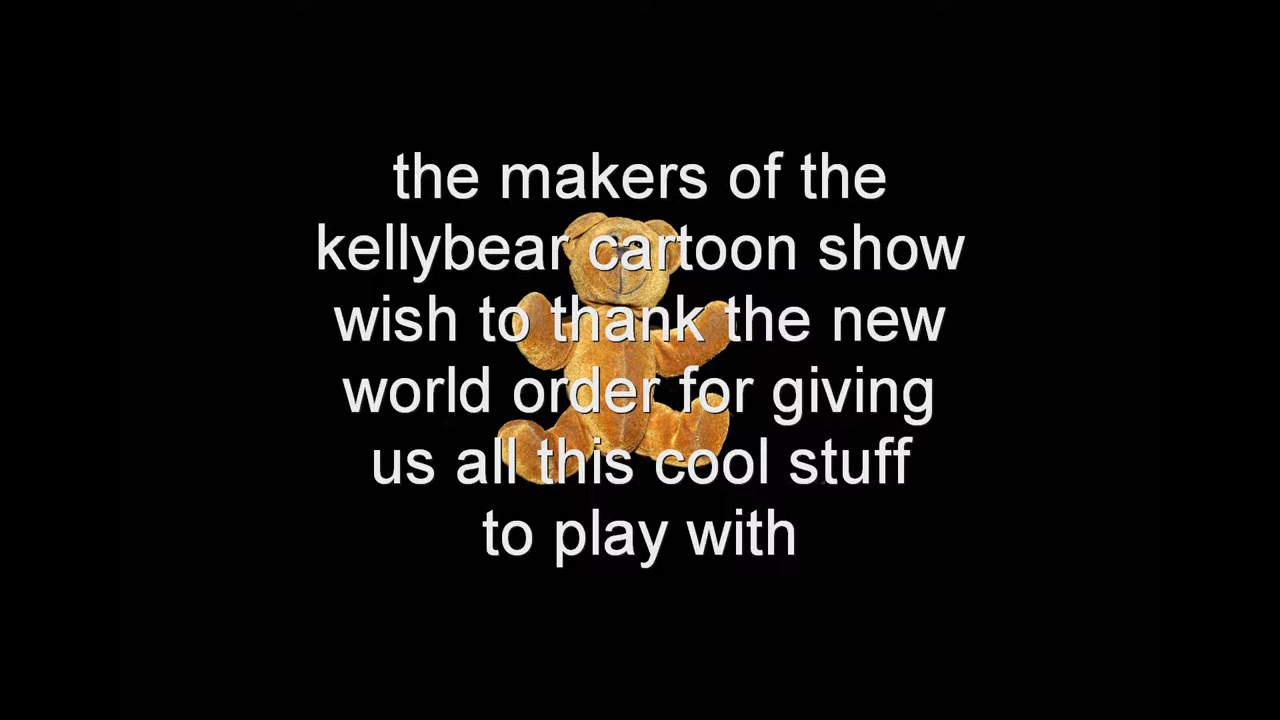 the makers of the
kellybear cartoon show
wish to thank the new
world order for giving
us all this cool stuff
to play with